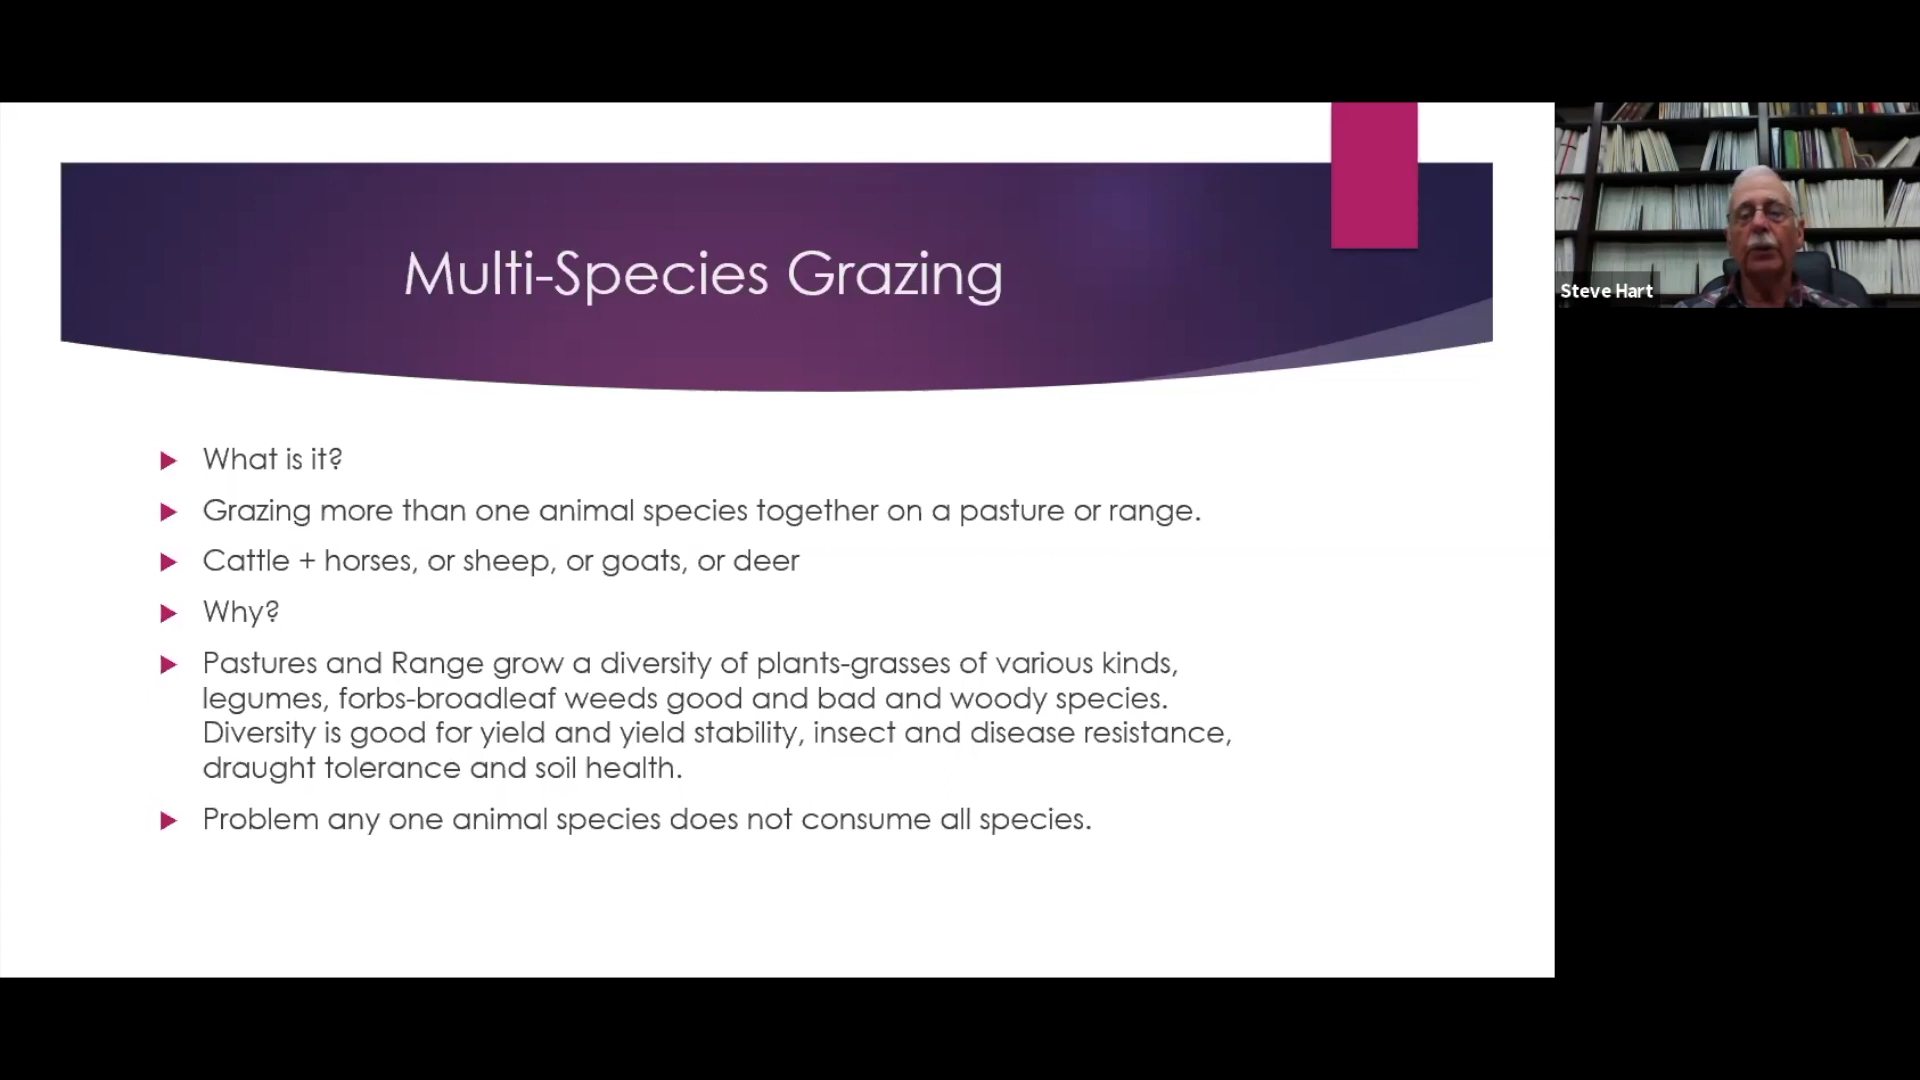 Multi-Species Grazing
Steve Hart
What is it?
Grazing more than one animal species together on a pasture or range.
Cattle + horses, or sheep, or goats, or deer
Why?
Pastures and Range grow a diversity of plants-grasses of various kinds,
legumes, forbs-broadleaf weeds good and bad and woody species.
Diversity is good for yield and yield stability, insect and disease resistance,
draught tolerance and soil health.
Problem any one animal species does not consume all species.